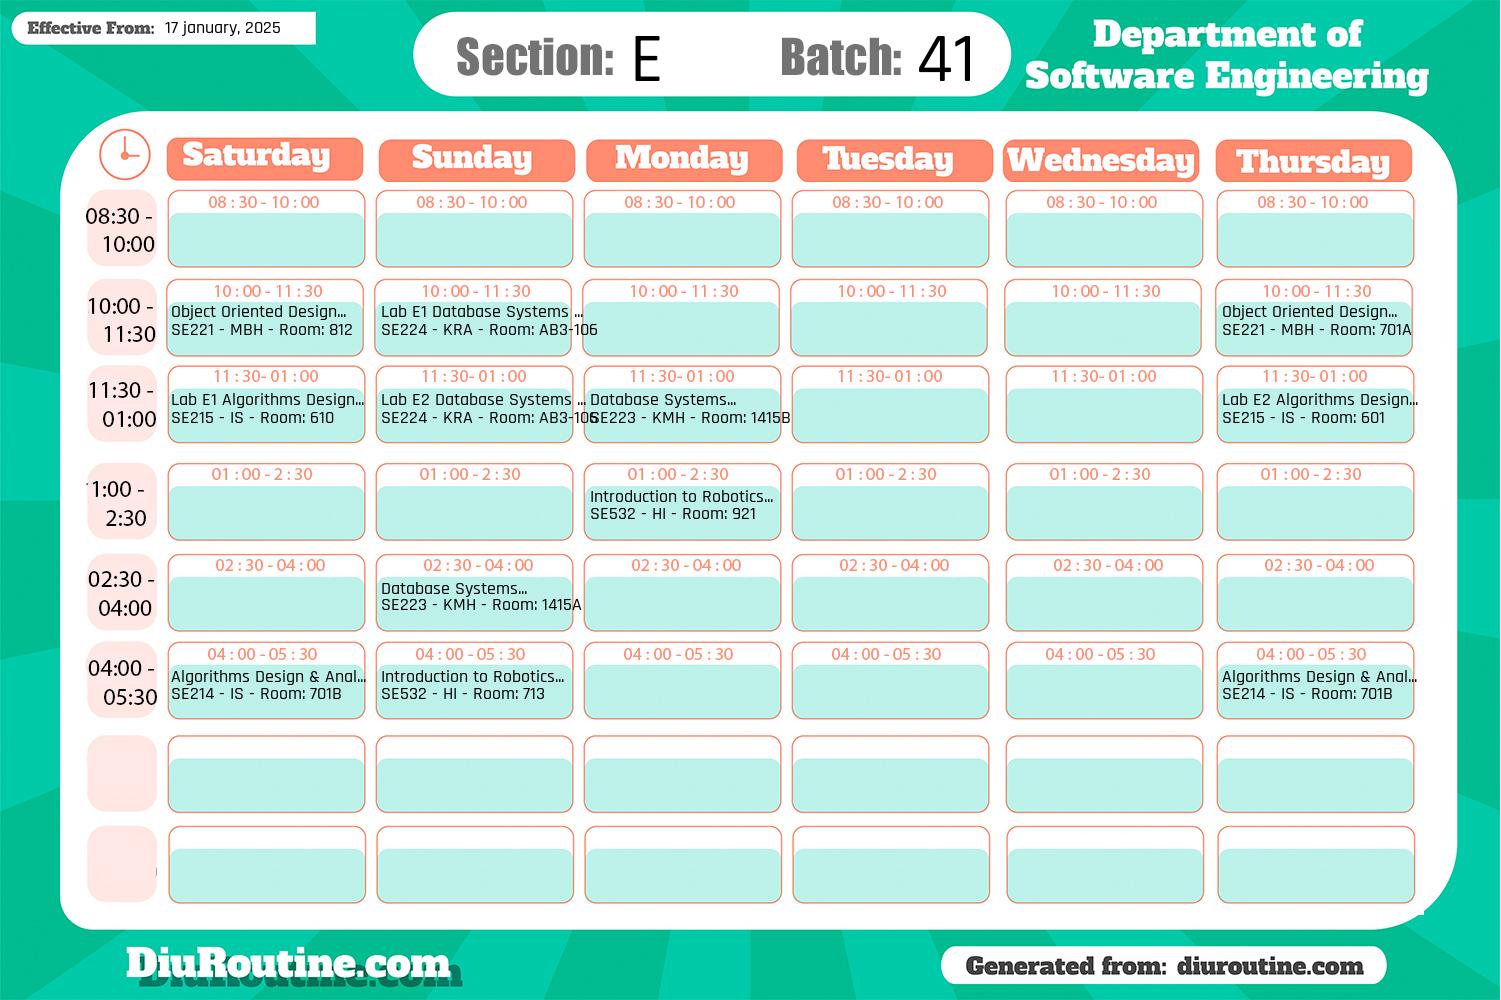 Effective From: 17 january, 2025
Section: E
Batch: 41
Department of
Software Engineering
Saturday Sunday Monday Tuesday Wednesday Thursday
08:30 -
10:00
08 : 30 - 10 : 00
08 : 30 - 10 : 00
08 : 30 - 10 : 00
08 : 30 - 10 : 00
08 : 30 - 10 : 00
08 : 30 - 10 : 00
10:00 -
11:30
10 : 00 - 11 : 30
Object Oriented Design...
SE221 - MBH - Room: 812
10 : 00 - 11 : 30
Lab E1 Database Systems ...
SE224 - KRA - Room: AB3-106
10 : 00 - 11 : 30
10 : 00 - 11 : 30
10 : 00 - 11 : 30
10 : 00 - 11 : 30
Object Oriented Design...
SE221 - MBH - Room: 701A
11:30 -
01:00
11 : 30- 01 : 00
Lab E1 Algorithms Design...
SE215 - IS - Room: 610
11 : 30- 01 : 00
Lab E2 Database Systems ...
SE224 - KRA - Room: AB3-106
11 : 30- 01 : 00
Database Systems...
SE223 - KMH - Room: 1415B
11 : 30- 01 : 00
11 : 30- 01 : 00
11 : 30- 01 : 00
Lab E2 Algorithms Design...
SE215 - IS - Room: 601
1:00 -
2:30
01 : 00 - 2 : 30
01 : 00 - 2 : 30
01 : 00 - 2 : 30
Introduction to Robotics...
SE532 - HI - Room: 921
01 : 00 - 2 : 30
01 : 00 - 2 : 30
01 : 00 - 2 : 30
02:30 -
04:00
02 : 30 - 04 : 00
02 : 30 - 04 : 00
Database Systems...
SE223 - KMH - Room: 1415A
02 : 30 - 04 : 00
02 : 30 - 04 : 00
02 : 30 - 04 : 00
02 : 30 - 04 : 00
04:00 -
05:30
04 : 00 - 05 : 30
Algorithms Design & Anal...
SE214 - IS - Room: 701B
04 : 00 - 05 : 30
Introduction to Robotics...
SE532 - HI - Room: 713
04 : 00 - 05 : 30
04 : 00 - 05 : 30
04 : 00 - 05 : 30
04 : 00 - 05 : 30
Algorithms Design & Anal...
SE214 - IS - Room: 701B
DiuRoutine.com
Generated from: diuroutine.com